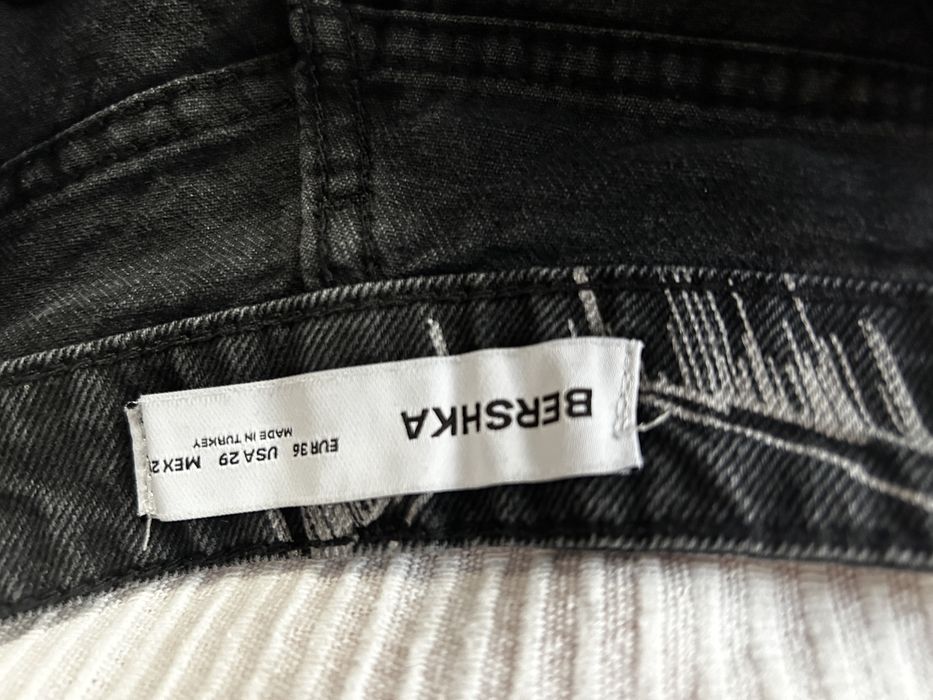 BERSHKA
EUR 36 USA 29 MEX
MADE IN TURKEY